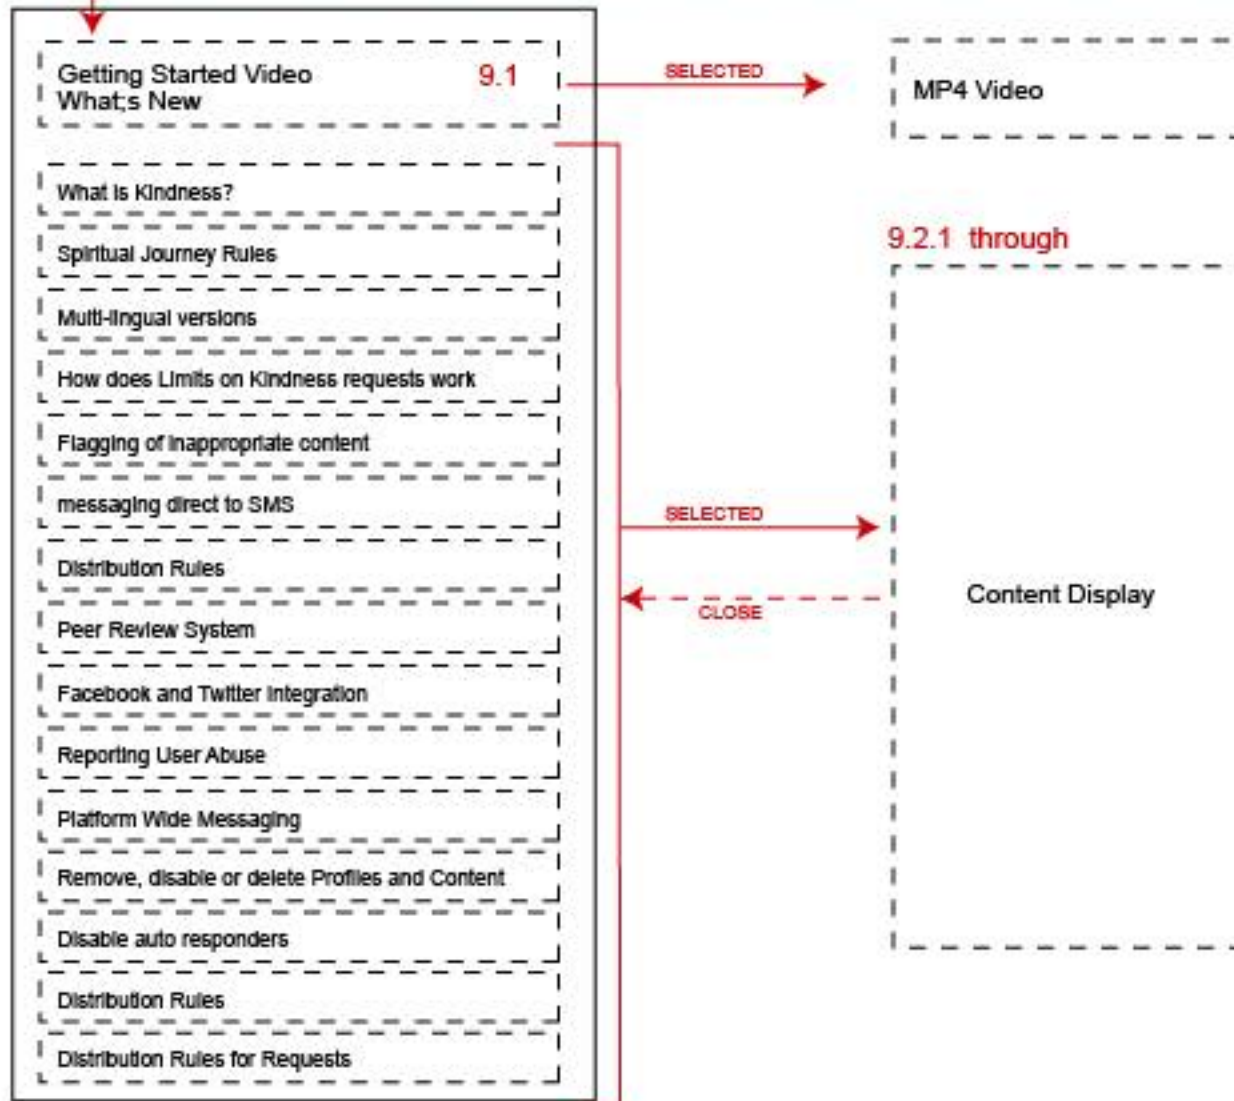 Getting Started Video
What;s New
9.1
SELECTED
MP4 Video
What is Kindness?
Spiritual Journey Rules
Multi-lingual versions
How does Limits on Kindness requests work
Flagging of inappropriate content
messaging direct to SMS
Distribution Rules
Peer Review System
Facebook and Twitter integration
Reporting User Abuse
Platform Wide Messaging
Remove, disable or delete Profiles and Content
Disable auto responders
Distribution Rules
Distribution Rules for Requests
SELECTED
CLOSE
9.2.1 through
Content Display